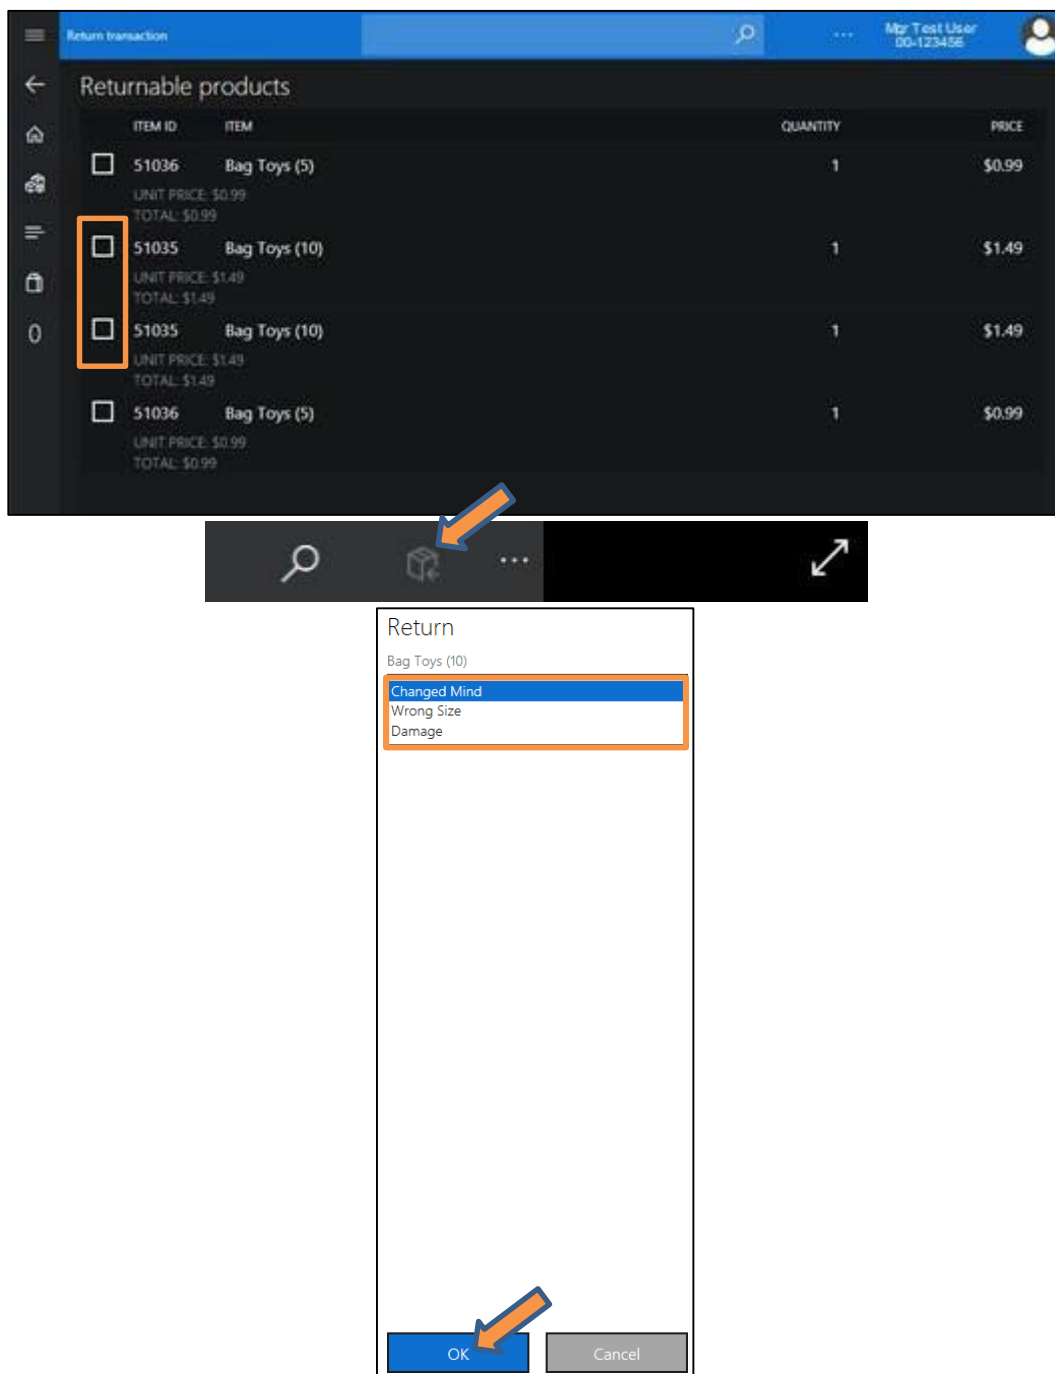 Return transaction
...
Mgr Test User
00-123456
Returnable products
ITEM ID ITEM QUANTITY PRICE
51036 Bag Toys (5) 1 $0.99
UNIT PRICE: $0.99
TOTAL: $0.99
51035 Bag Toys (10) 1 $1.49
UNIT PRICE: $1.49
TOTAL: $1.49
0
51035 Bag Toys (10) 1 $1.49
UNIT PRICE: $1.49
TOTAL: $1.49
51036 Bag Toys (5) 1 $0.99
UNIT PRICE: $0.99
TOTAL: $0.99
...
Return
Bag Toys (10)
Changed Mind
Wrong Size
Damage
OK Cancel